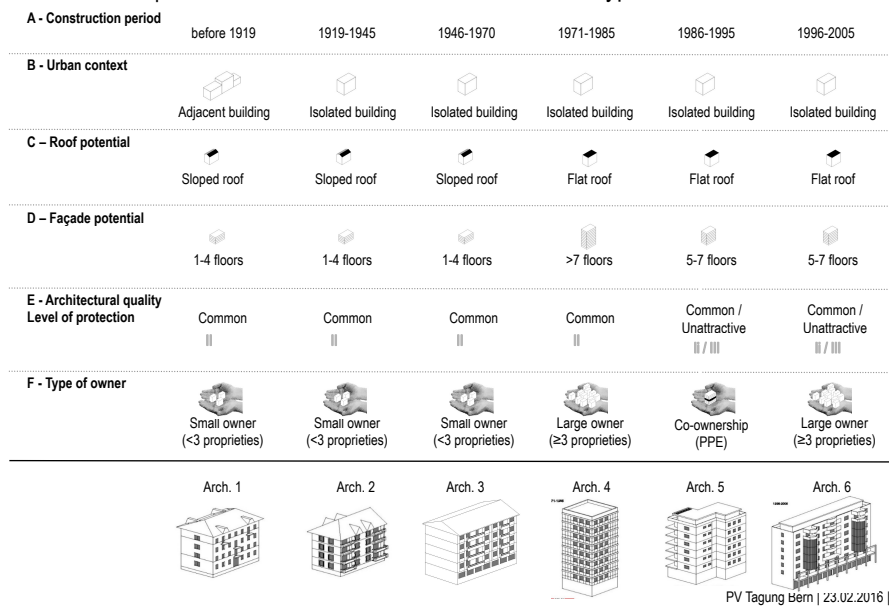 A - Construction period
before 1919 1919-1945 1946-1970 1971-1985 1986-1995 1996-2005
B - Urban context
Adjacent building Isolated building Isolated building Isolated building Isolated building Isolated building
C – Roof potential
Sloped roof Sloped roof Sloped roof Flat roof Flat roof Flat roof
D – Façade potential
1-4 floors 1-4 floors 1-4 floors >7 floors 5-7 floors 5-7 floors
E - Architectural quality
Level of protection
Common Common Common Common Common / Unattractive Common / Unattractive
II II II II Ii / III II / III
F - Type of owner
Small owner Small owner Small owner Large owner Co-ownership Large owner
(<3 proprieties) (<3 proprieties) (<3 proprieties) (≥3 proprieties) (PPE) (≥3 proprieties)
Arch. 1 Arch. 2 Arch. 3 Arch. 4 Arch. 5 Arch. 6
PV Tagung Bern | 23.02.2016 |